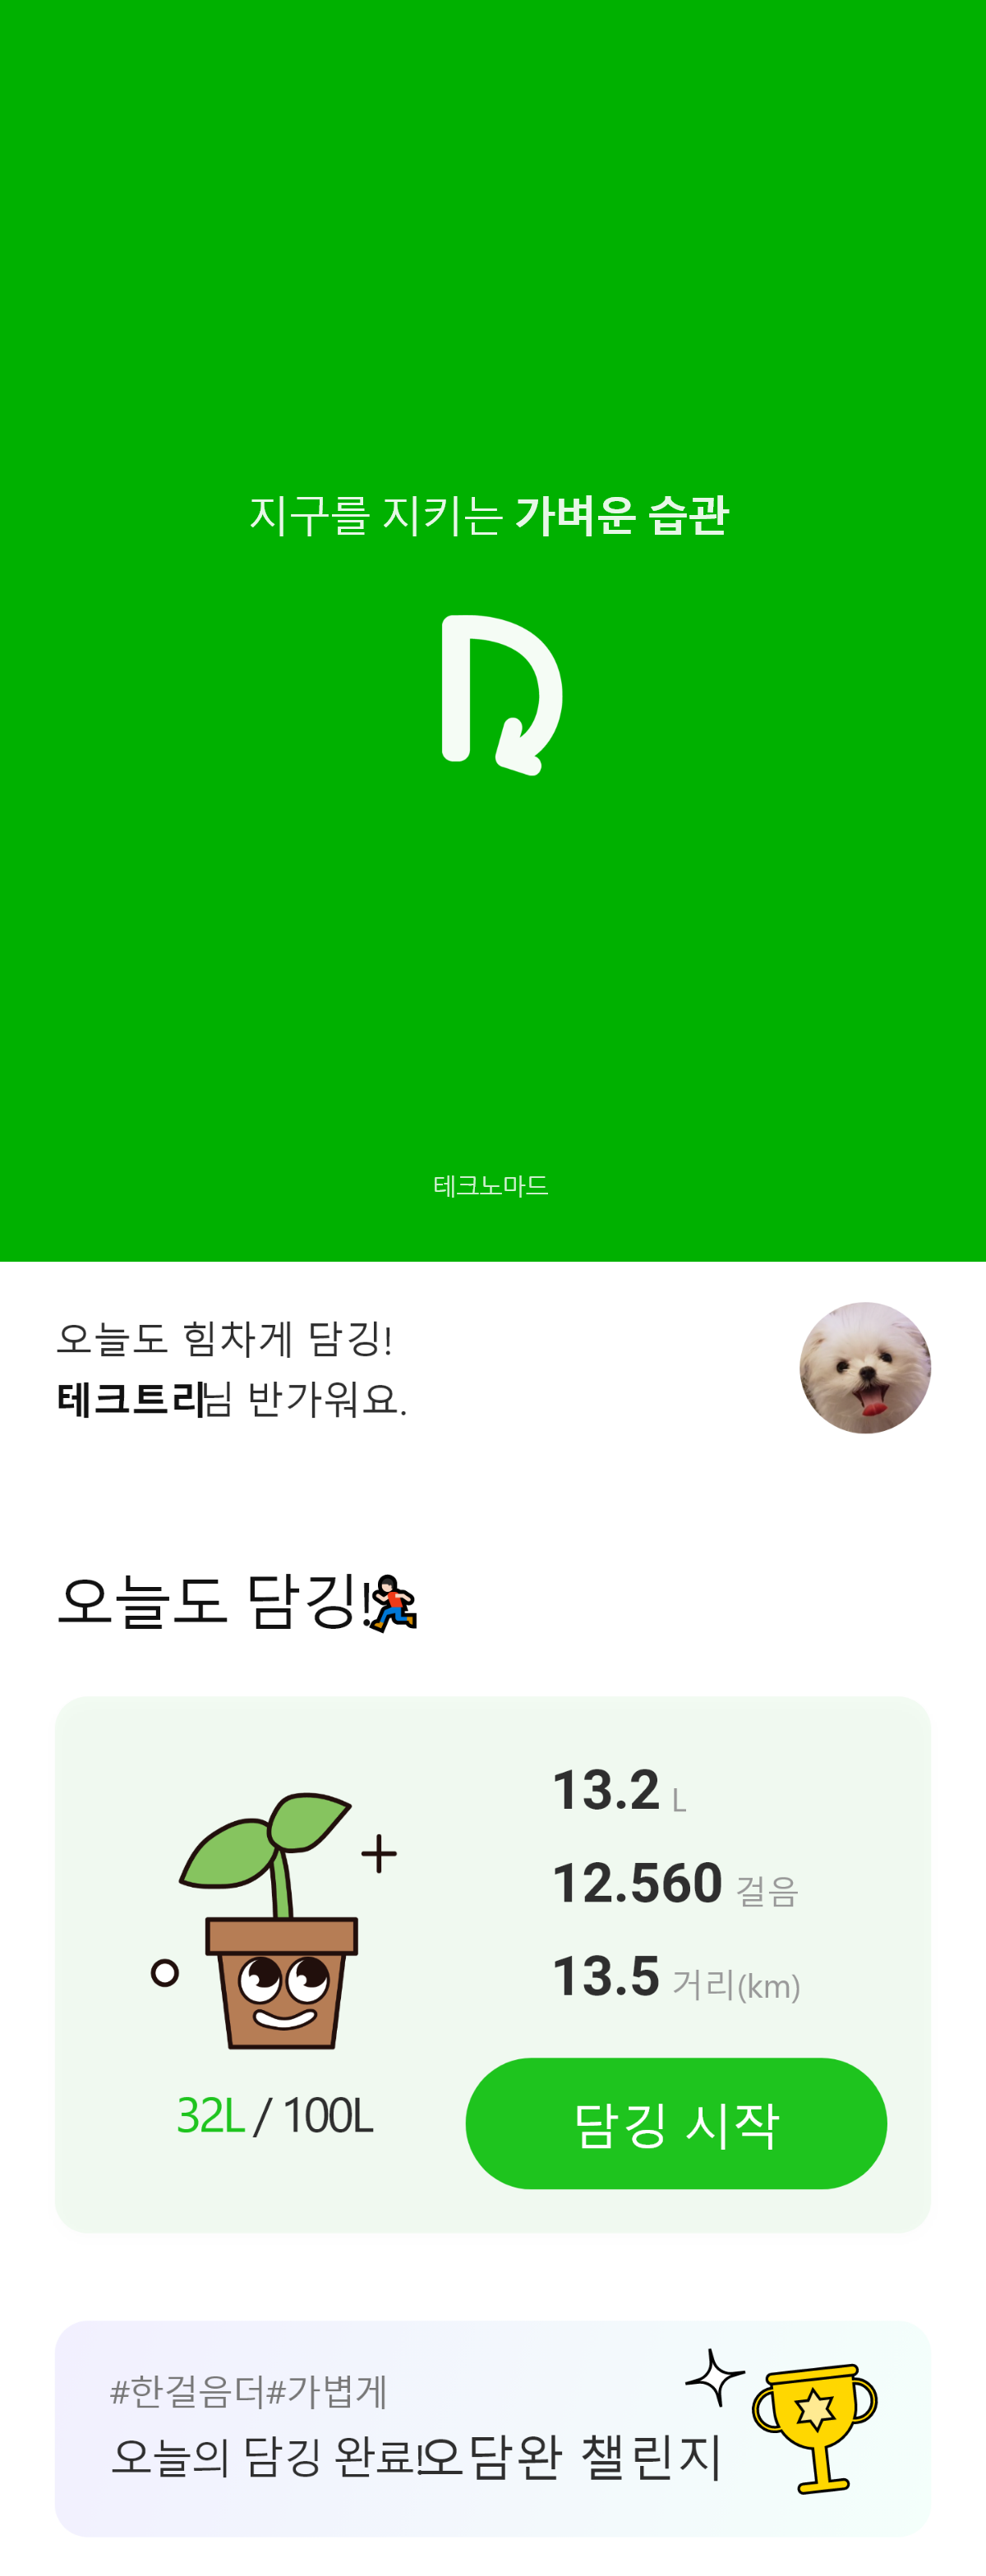 지구를 지키는 가벼운 습관
테크노마드
오늘도 힘차게 담깅!
테크트리님 반가워요.
오늘도 담깅!
13.2 L
12.560 걸음
13.5 거리(km)
32L / 100L
담깅 시작
#한걸음더#가볍게
오늘의 담깅 완료!오담완 챌린지